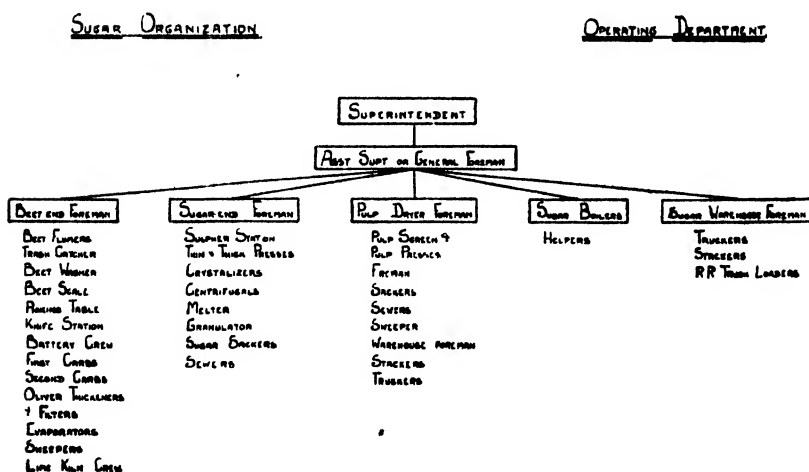 SUGAR ORGANIZATION
OPERATING DEPARTMENT
SUPERINTENDENT
ASST SUPT OR GENERAL FOREMAN
BEET END FOREMAN
BEET FLUMERS
TRASH CATCHER
BEET WASHER
BEET SCALE
PICKING TABLE
KNIFE STATION
BATTERY CREW
FIRST CARBS
SECOND CARBS
OLIVER THICKENERS
& FILTERS
EVAPORATORS
SWEEPERS
LIME KILN CREW
SUGAR-END FOREMAN
SULPHER STATION
THIN & THICK PRESSES
CRYSTALIZERS
CENTRIFUGALS
MELTER
GRANULATOR
SUGAR SACKERS
SEWERS
PULP DRYER FOREMAN
PULP SCREEN &
PULP PRESSES
FIREMAN
SACKERS
SEWERS
SWEEPER
WAREHOUSE FOREMAN
STACKERS
TRUCKERS
SUGAR BOILERS
HELPERS
SUGAR WAREHOUSE FOREMAN
TRUCKERS
STACKERS
RR TRUCK LOADERS